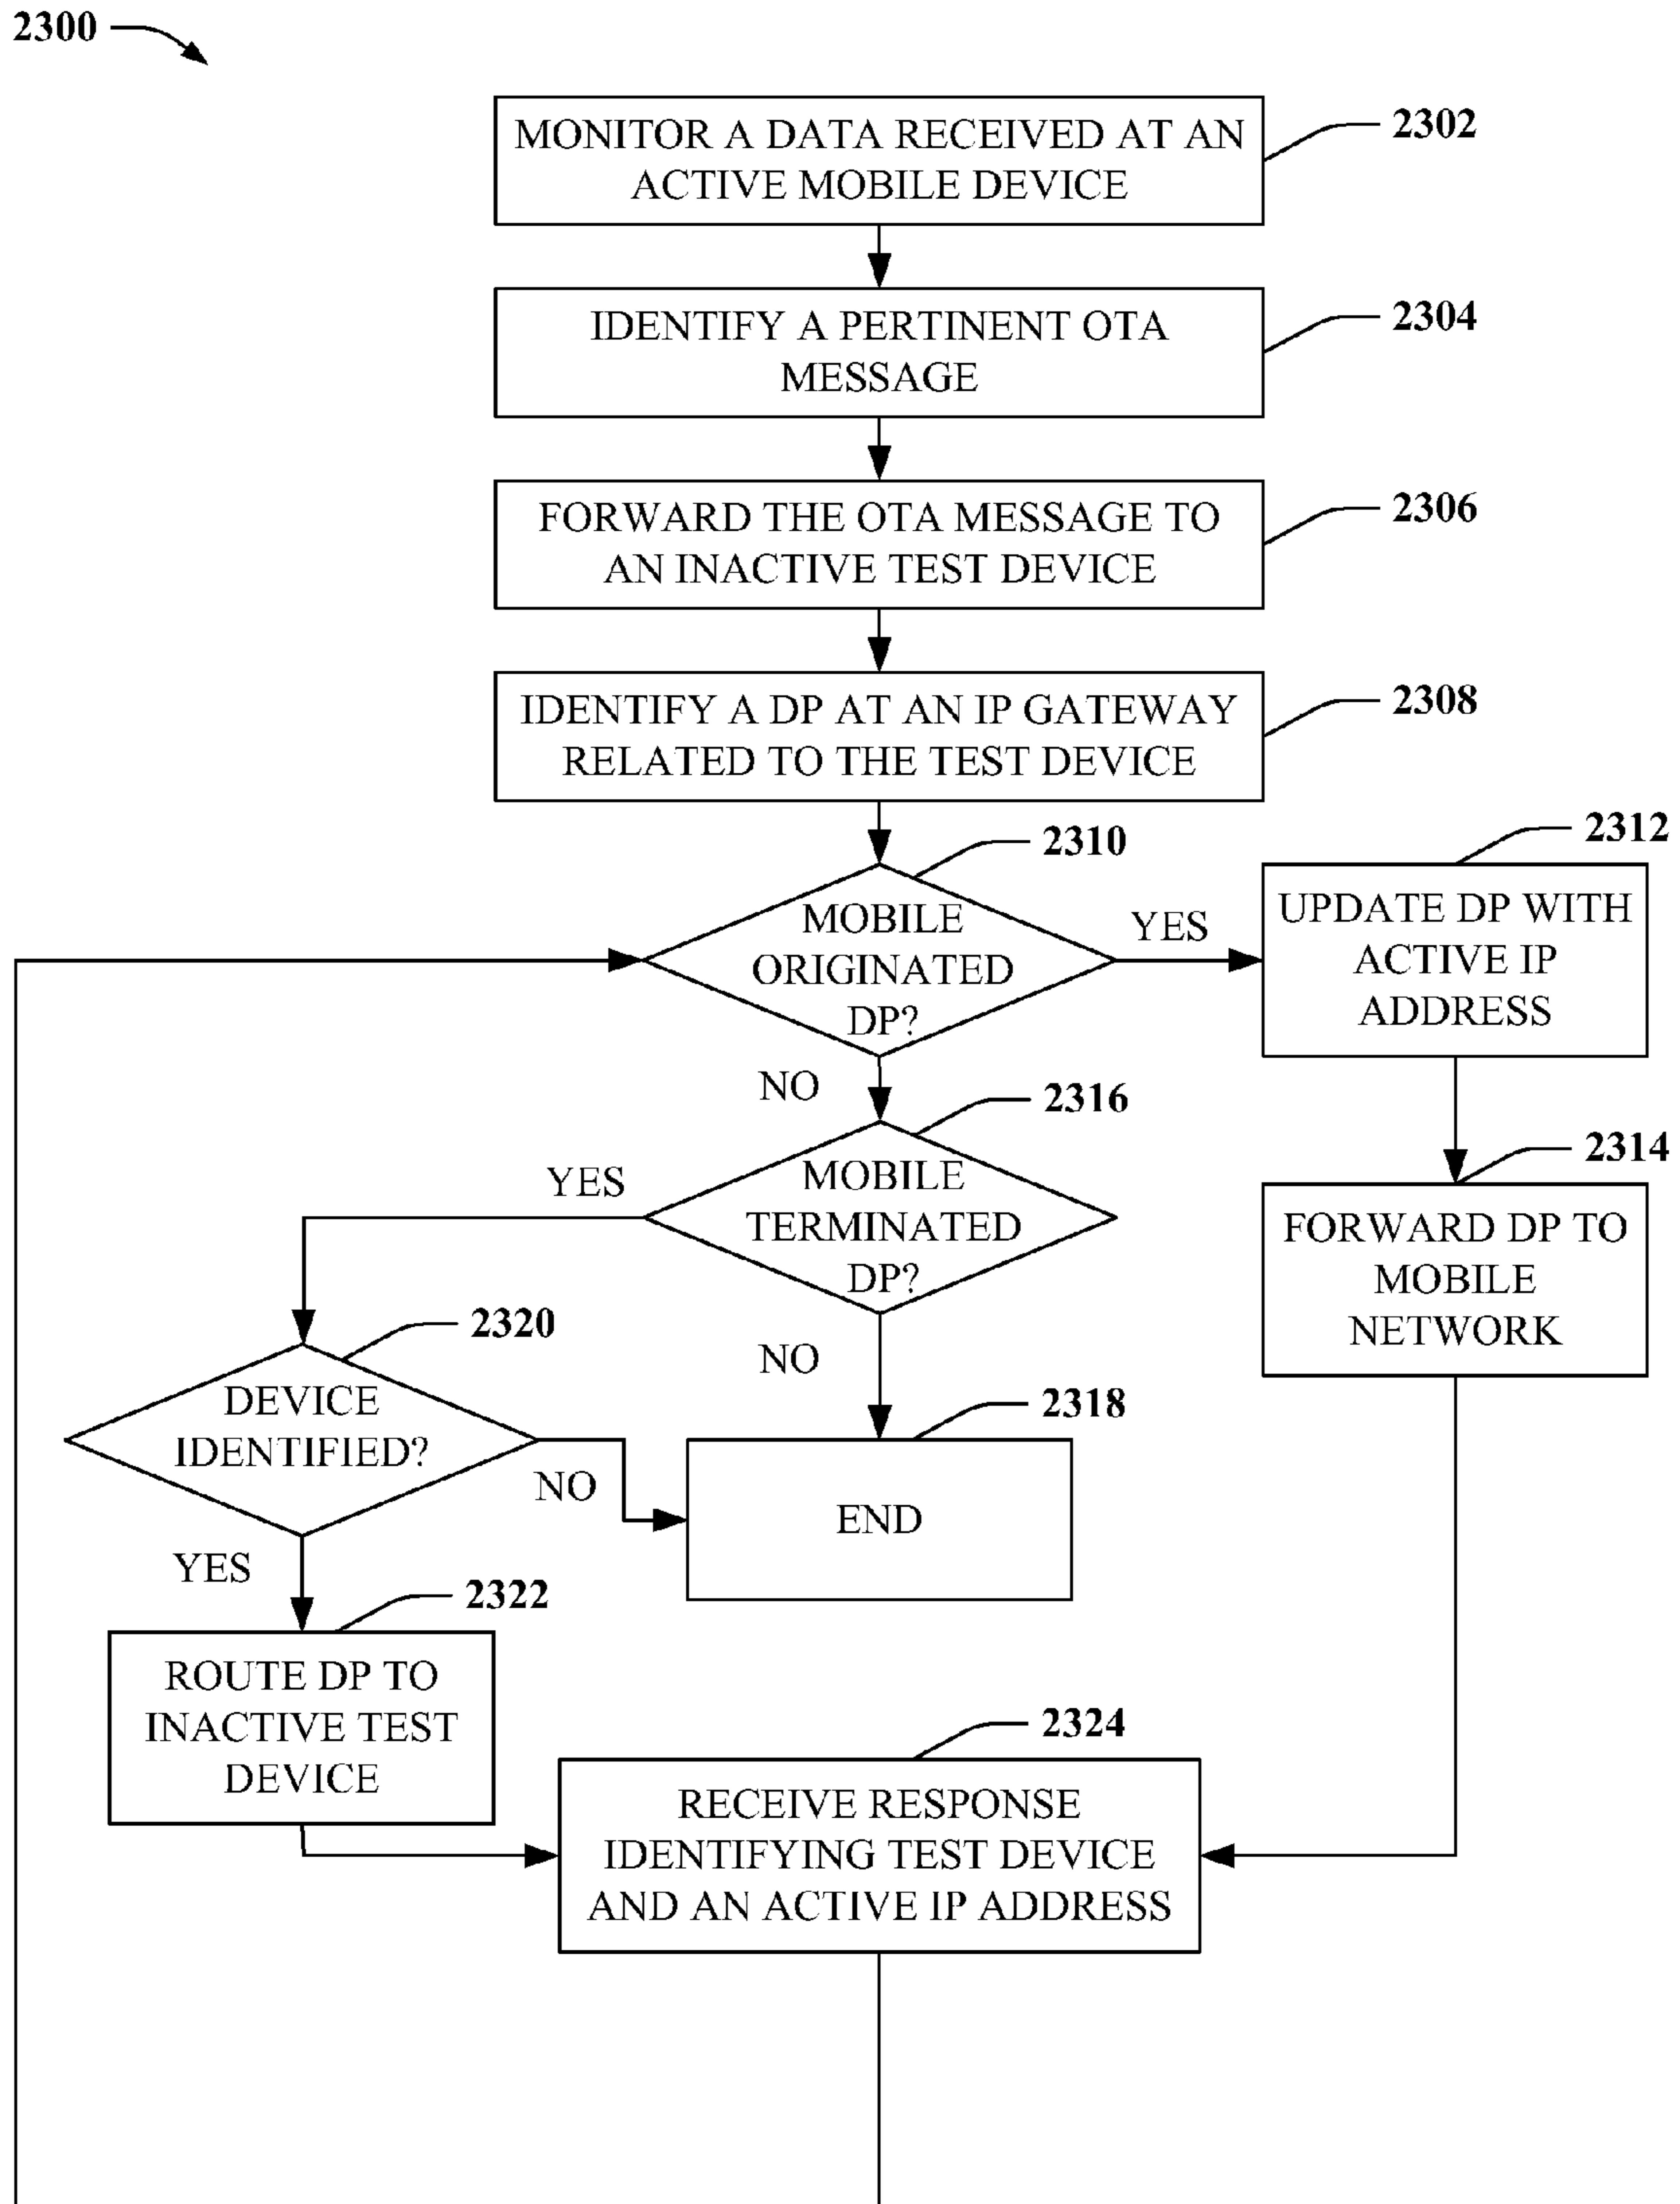 2300
MONITOR A DATA RECEIVED AT AN
ACTIVE MOBILE DEVICE
2302
IDENTIFY A PERTINENT OTA
MESSAGE
2304
FORWARD THE OTA MESSAGE TO
AN INACTIVE TEST DEVICE
2306
IDENTIFY A DP AT AN IP GATEWAY
RELATED TO THE TEST DEVICE
2308
2310
MOBILE
ORIGINATED
DP?
YES
NO
2312
UPDATE DP WITH
ACTIVE IP
ADDRESS
2314
FORWARD DP TO
MOBILE
NETWORK
2316
MOBILE
TERMINATED
DP?
YES
NO
2318
END
2320
DEVICE
IDENTIFIED?
NO
YES
2322
ROUTE DP TO
INACTIVE TEST
DEVICE
2324
RECEIVE RESPONSE
IDENTIFYING TEST DEVICE
AND AN ACTIVE IP ADDRESS